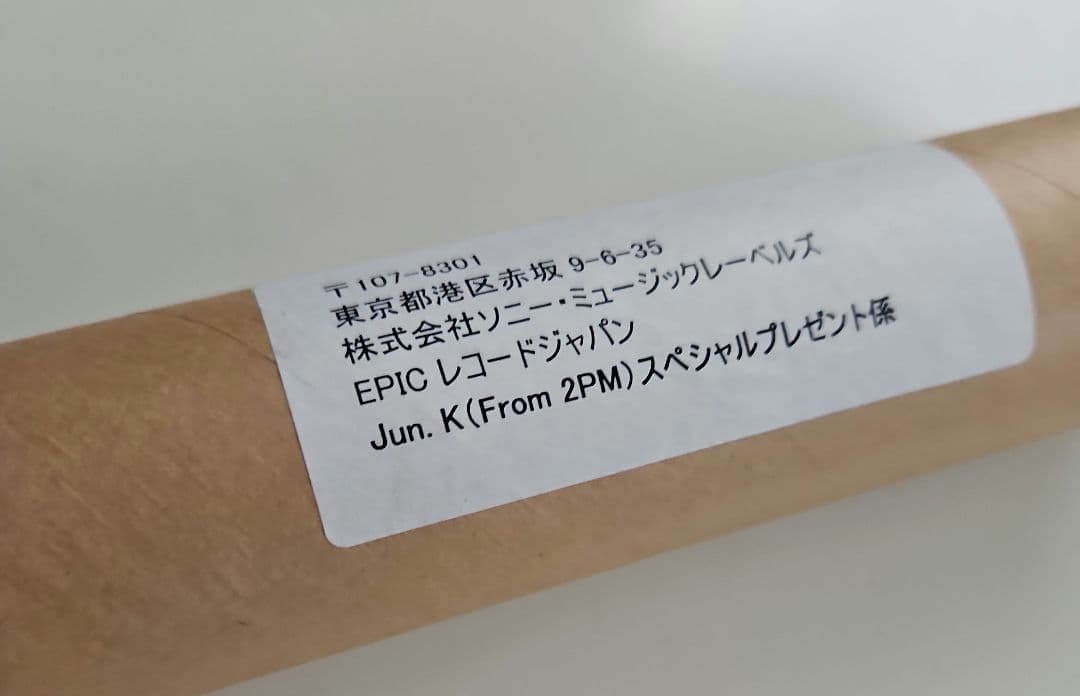 〒107-8301
東京都港区赤坂 9-6-35
株式会社ソニー・ミュージックレーベルズ
EPIC レコードジャパン
Jun. K(From 2PM)スペシャルプレゼント係